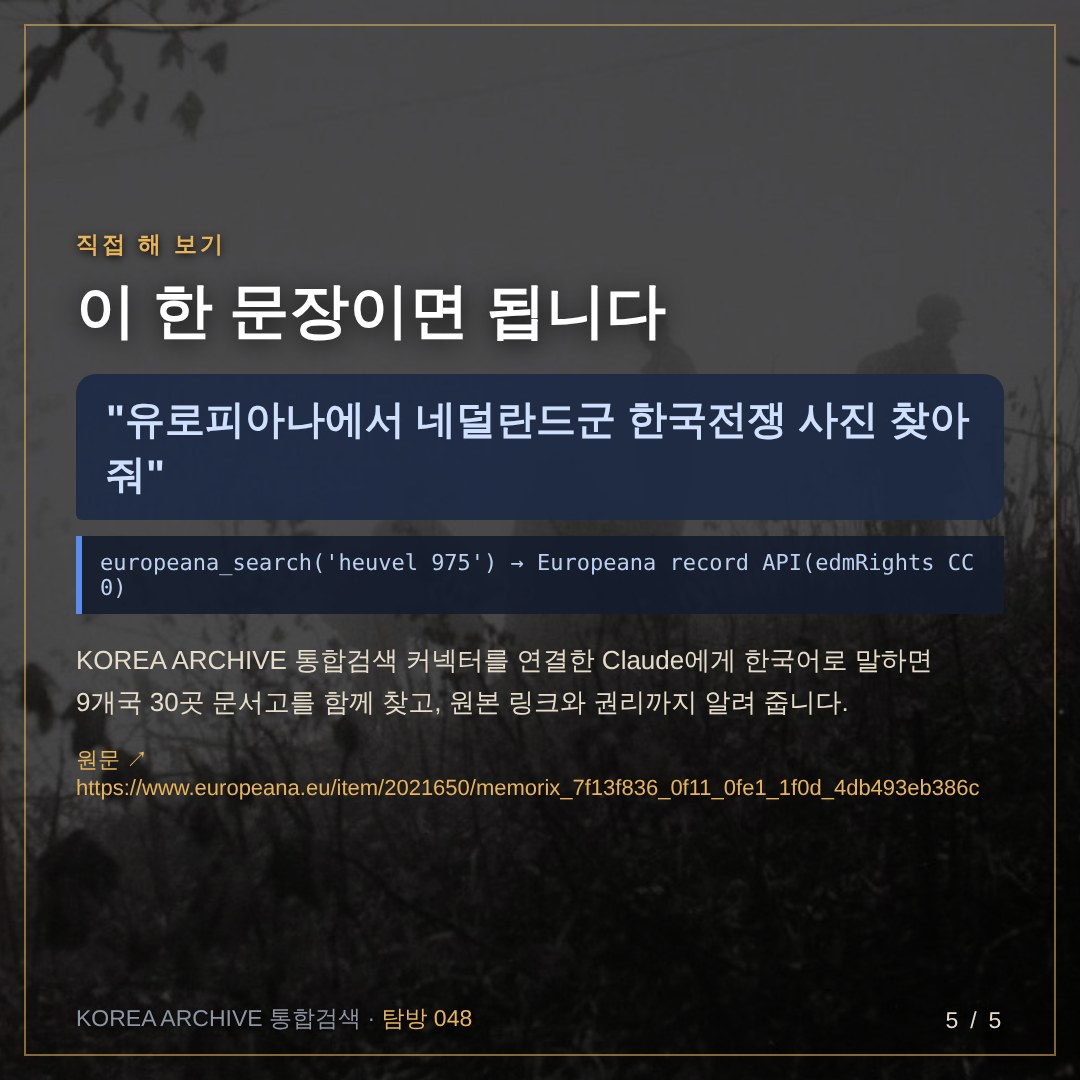 직접 해 보기
이 한 문장이면 됩니다
"유로피아나에서 네덜란드군 한국전쟁 사진 찾아
줘"
europeana_search('heuvel 975') → Europeana record API(edmRights CC
0)
KOREA ARCHIVE 통합검색 커넥터를 연결한 Claude에게 한국어로 말하면
9개국 30곳 문서고를 함께 찾고, 원본 링크와 권리까지 알려 줍니다.
원문 ↗
https://www.europeana.eu/item/2021650/memorix_7f13f836_0f11_0fe1_1f0d_4db493eb386c
KOREA ARCHIVE 통합검색 · 탐방 048
5 / 5